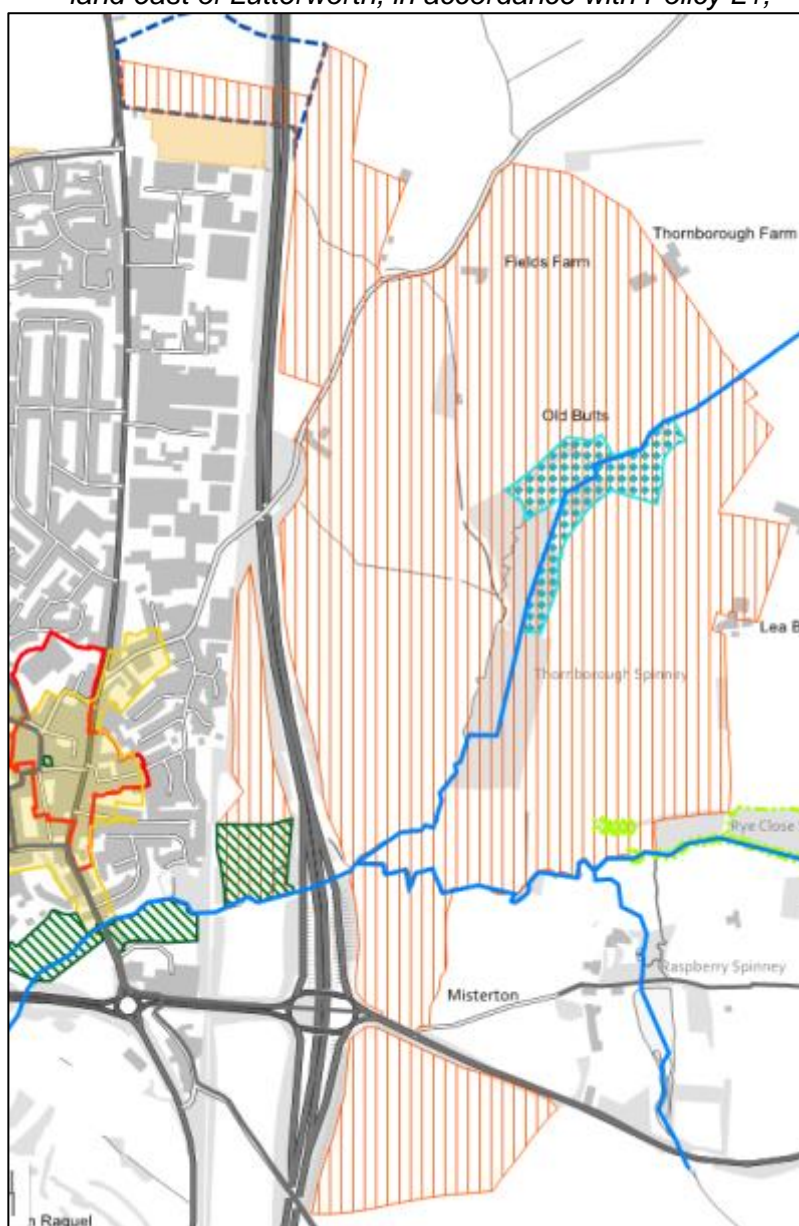 land east of Lutterworth, in accordance with Policy L1;
Thornborough Farm
Fields Farm
Old Butts
Lea B
Thornborough Spinney
Rye Close
Raspberry Spinney
Misterton
n Raquel